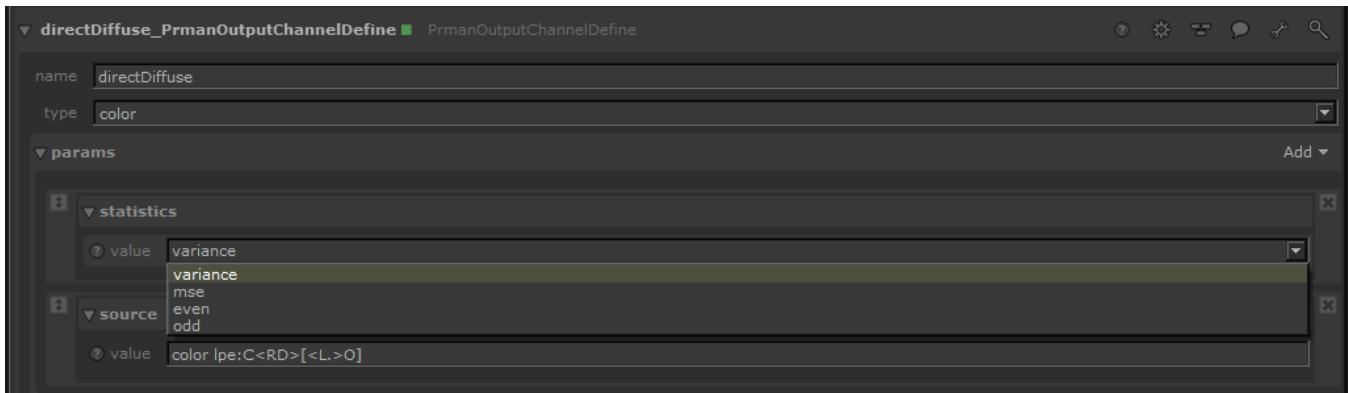 directDiffuse_PrmanOutputChannelDefine PrmanOutputChannelDefine
name directDiffuse
type color
params Add
statistics
value variance
variance
mse
even
odd
source
value color lpe:C<RD>[<L.>O]